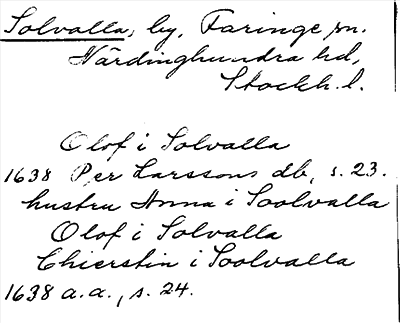 Solvalla, by, Faringe sn.
Närdinghundra hd,
Stockh. l.
Olof i Solvalla
1638 Per Larssons db, s. 23.
hustru Anna i Soolvalla
Olof i Solvalla
Chierstin i Soolvalla
1638 a.a., s. 24.